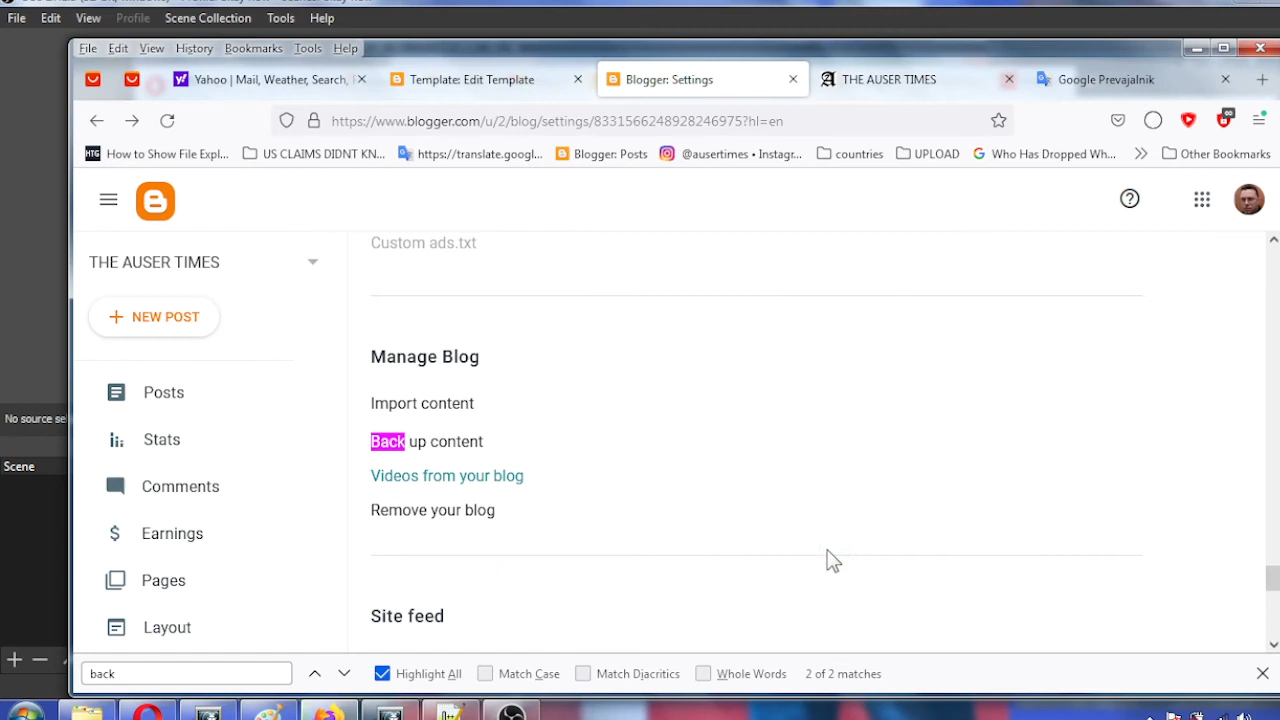 File Edit View Profile Scene Collection Tools Help
File Edit View History Bookmarks Tools Help
Yahoo | Mail, Weather, Search, Template: Edit Template Blogger: Settings THE AUSER TIMES Google Prevajalnik
https://www.blogger.com/u/2/blog/settings/8331566248928246975?hl=en
How to Show File Expl... US CLAIMS DIDNT KN... https://translate.googl... Blogger: Posts @ausertimes • Instagr... countries UPLOAD Who Has Dropped Wh... Other Bookmarks
Custom ads.txt
THE AUSER TIMES
NEW POST
Manage Blog
Posts
Import content
Stats
Back up content
Videos from your blog
Comments
Remove your blog
Earnings
Pages
Site feed
Layout
No source se
Scene
back Highlight All Match Case Match Diacritics Whole Words 2 of 2 matches